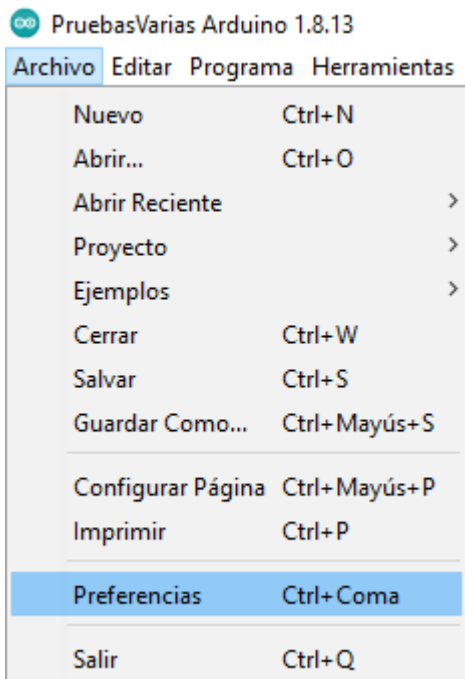 PruebasVarias Arduino 1.8.13
Archivo Editar Programa Herramientas
Nuevo Ctrl+N
Abrir... Ctrl+O
Abrir Reciente
Proyecto
Ejemplos
Cerrar Ctrl+W
Salvar Ctrl+S
Guardar Como... Ctrl+Mayús+S
Configurar Página Ctrl+Mayús+P
Imprimir Ctrl+P
Preferencias Ctrl+Coma
Salir Ctrl+Q